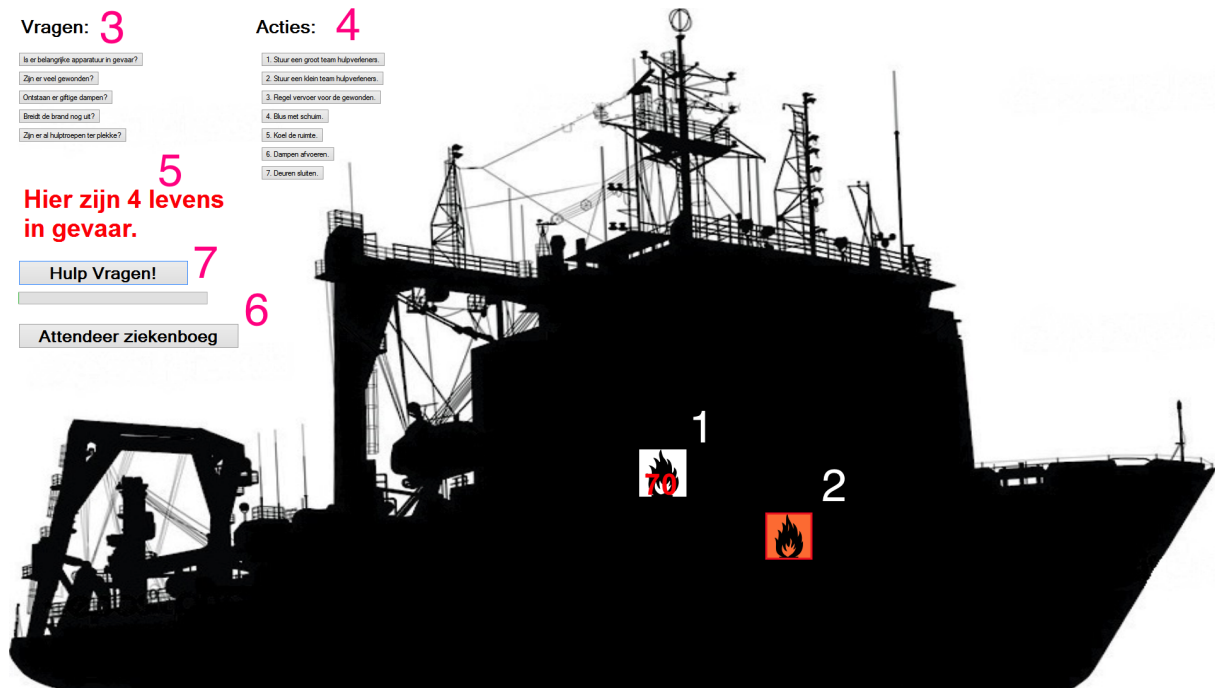 Vragen: 3
Is er belangrijke apparatuur in gevaar?
Zijn er veel gewonden?
Ontstaan er giftige dampen?
Breidt de brand nog uit?
Zijn er al hulptroepen ter plekke?
Acties: 4
1. Stuur een groot team hulpverleners.
2. Stuur een klein team hulpverleners.
3. Regel vervoer voor de gewonden.
4. Blus met schuim.
5. Koel de ruimte.
6. Dampen afvoeren.
7. Deuren sluiten.
5
Hier zijn 4 levens
in gevaar.
Hulp Vragen! 7
6
Attendeer ziekenboeg
1
70
2